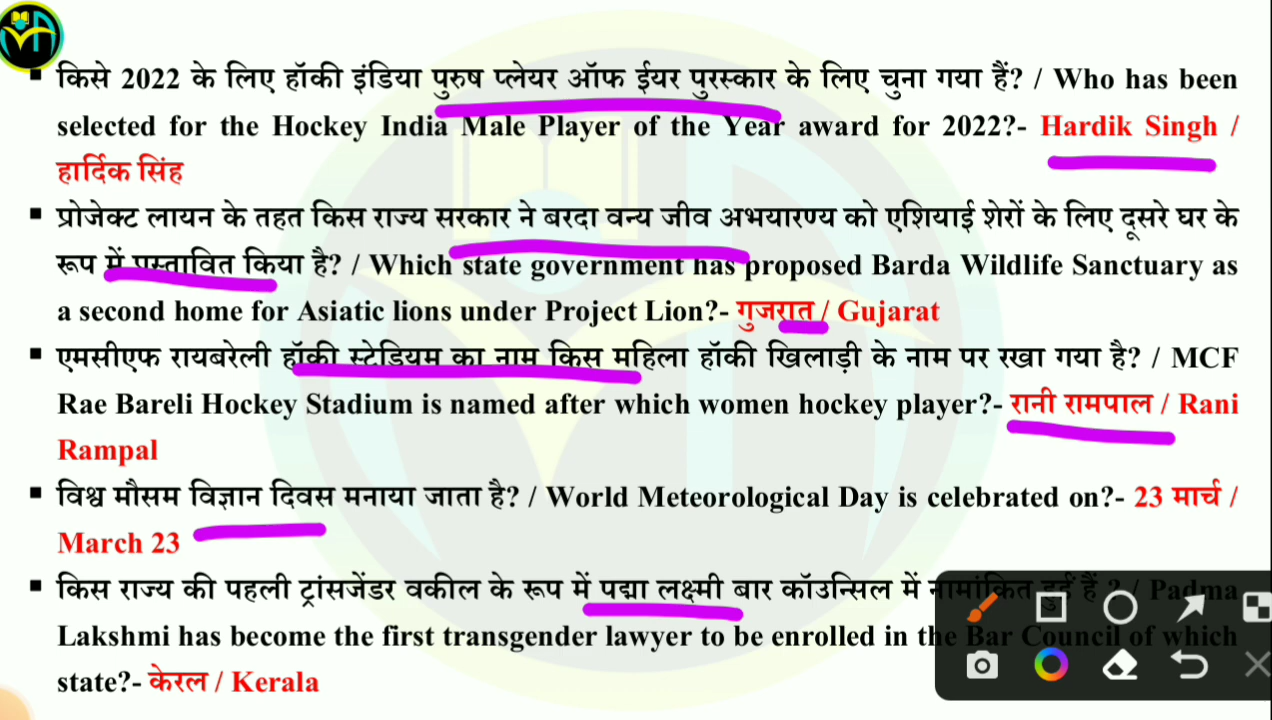 ▪ किसे 2022 के लिए हॉकी इंडिया पुरुष प्लेयर ऑफ ईयर पुरस्कार के लिए चुना गया हैं? / Who has been
selected for the Hockey India Male Player of the Year award for 2022?- Hardik Singh /
हार्दिक सिंह
▪ प्रोजेक्ट लायन के तहत किस राज्य सरकार ने बरदा वन्य जीव अभयारण्य को एशियाई शेरों के लिए दूसरे घर के
रूप में प्रस्तावित किया है? / Which state government has proposed Barda Wildlife Sanctuary as
a second home for Asiatic lions under Project Lion?- गुजरात / Gujarat
▪ एमसीएफ रायबरेली हॉकी स्टेडियम का नाम किस महिला हॉकी खिलाड़ी के नाम पर रखा गया है? / MCF
Rae Bareli Hockey Stadium is named after which women hockey player?- रानी रामपाल / Rani
Rampal
▪ विश्व मौसम विज्ञान दिवस मनाया जाता है? / World Meteorological Day is celebrated on?- 23 मार्च /
March 23
▪ किस राज्य की पहली ट्रांसजेंडर वकील के रूप में पद्मा लक्ष्मी बार कॉउन्सिल में नामांकित हुई हैं ? / Padma
Lakshmi has become the first transgender lawyer to be enrolled in the Bar Council of which
state?- केरल / Kerala